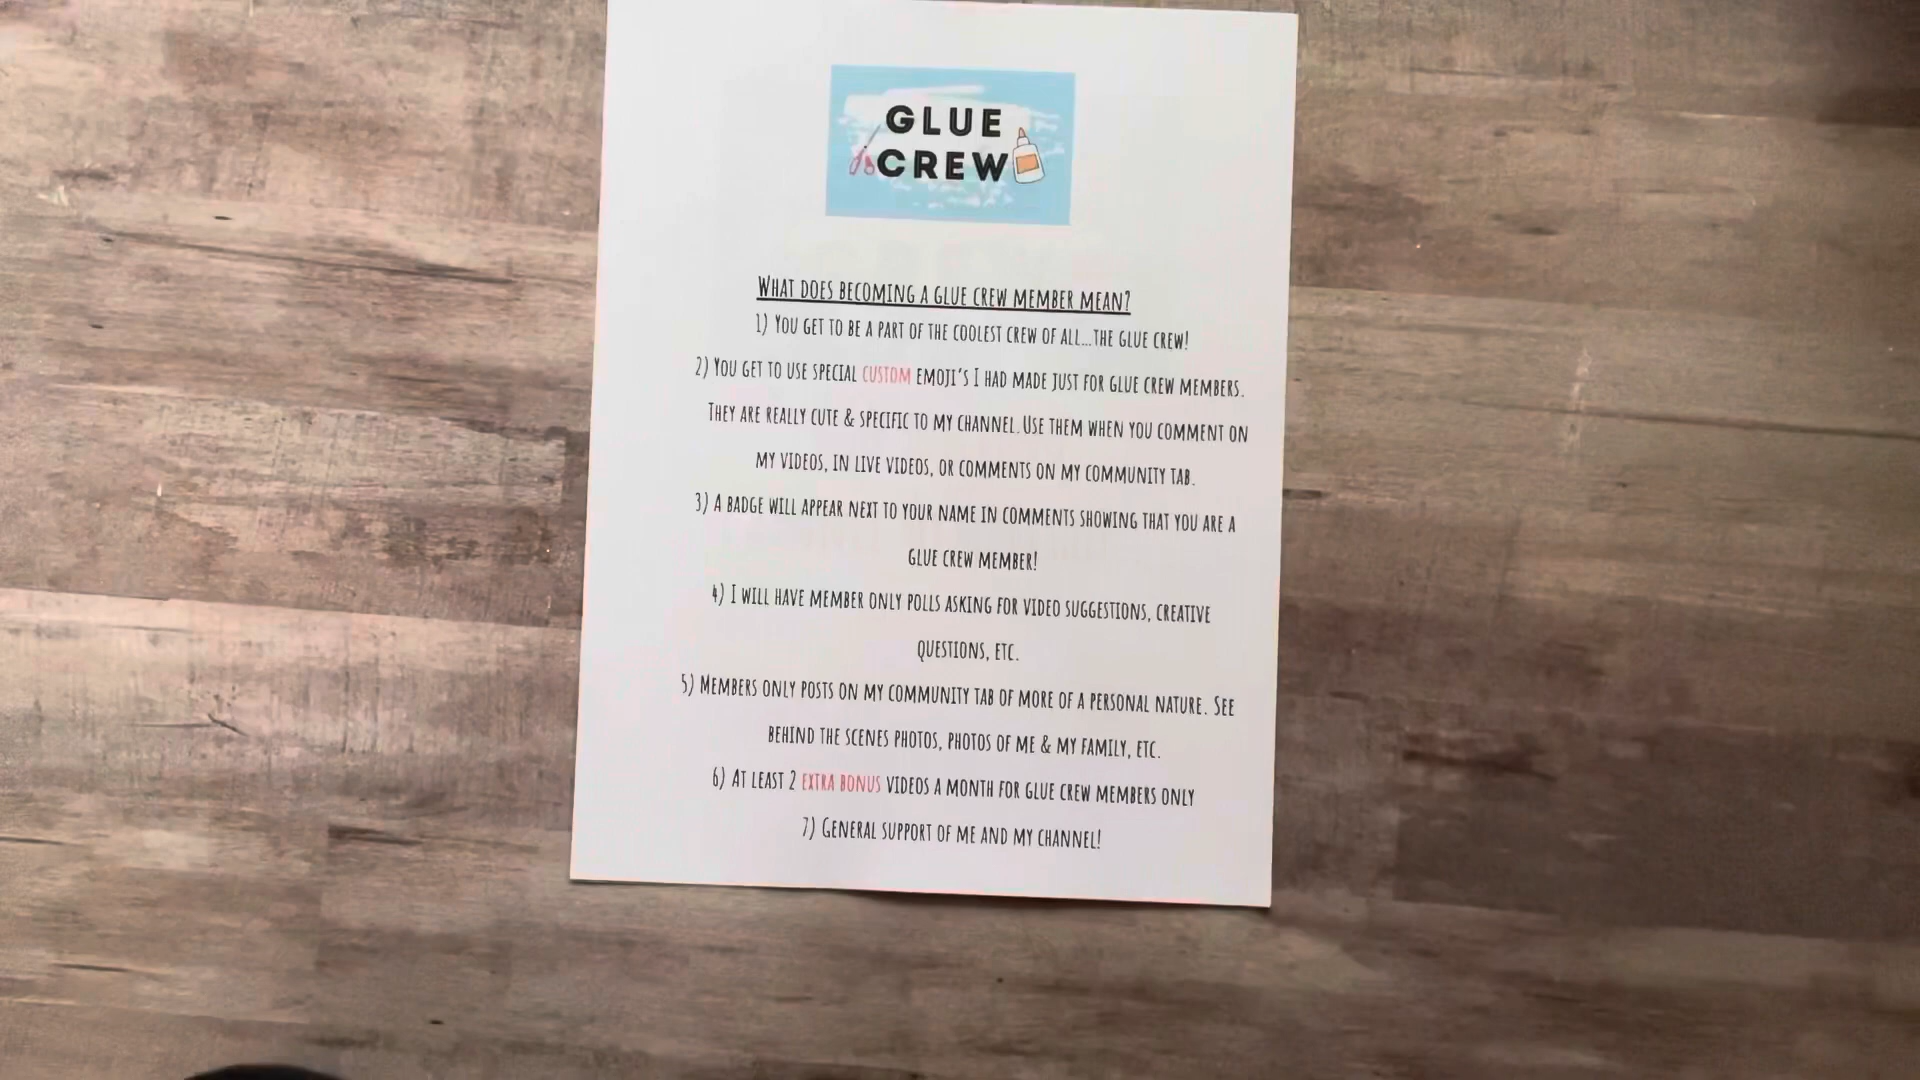 GLUE
CREW
WHAT DOES BECOMING A GLUE CREW MEMBER MEAN?
1) YOU GET TO BE A PART OF THE COOLEST CREW OF ALL...THE GLUE CREW!
2) YOU GET TO USE SPECIAL CUSTOM EMOJI'S I HAD MADE JUST FOR GLUE CREW MEMBERS.
THEY ARE REALLY CUTE & SPECIFIC TO MY CHANNEL. USE THEM WHEN YOU COMMENT ON
MY VIDEOS, IN LIVE VIDEOS, OR COMMENTS ON MY COMMUNITY TAB.
3) A BADGE WILL APPEAR NEXT TO YOUR NAME IN COMMENTS SHOWING THAT YOU ARE A
GLUE CREW MEMBER!
4) I WILL HAVE MEMBER ONLY POLLS ASKING FOR VIDEO SUGGESTIONS, CREATIVE
QUESTIONS, ETC.
5) MEMBERS ONLY POSTS ON MY COMMUNITY TAB OF MORE OF A PERSONAL NATURE. SEE
BEHIND THE SCENES PHOTOS, PHOTOS OF ME & MY FAMILY, ETC.
6) AT LEAST 2 EXTRA BONUS VIDEOS A MONTH FOR GLUE CREW MEMBERS ONLY
7) GENERAL SUPPORT OF ME AND MY CHANNEL!